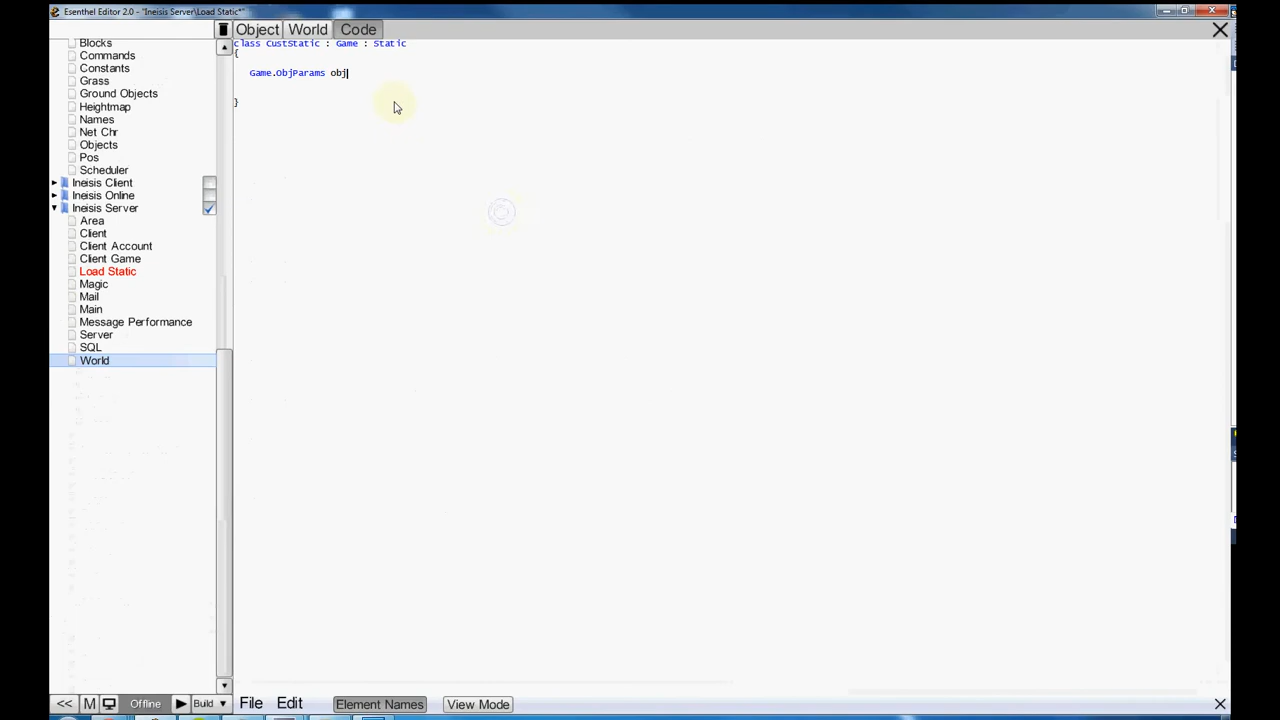 Esenthel Editor 2.0 - "Ineisis Server\Load Static*"
Object World Code
Blocks
Commands
Constants
Grass
Ground Objects
Heightmap
Names
Net Chr
Objects
Pos
Scheduler
Ineisis Client
Ineisis Online
Ineisis Server
Area
Client
Client Account
Client Game
Load Static
Magic
Mail
Main
Message Performance
Server
SQL
World
class CustStatic : Game : Static
{
Game.ObjParams obj
}
<< M Offline Build
File Edit Element Names View Mode